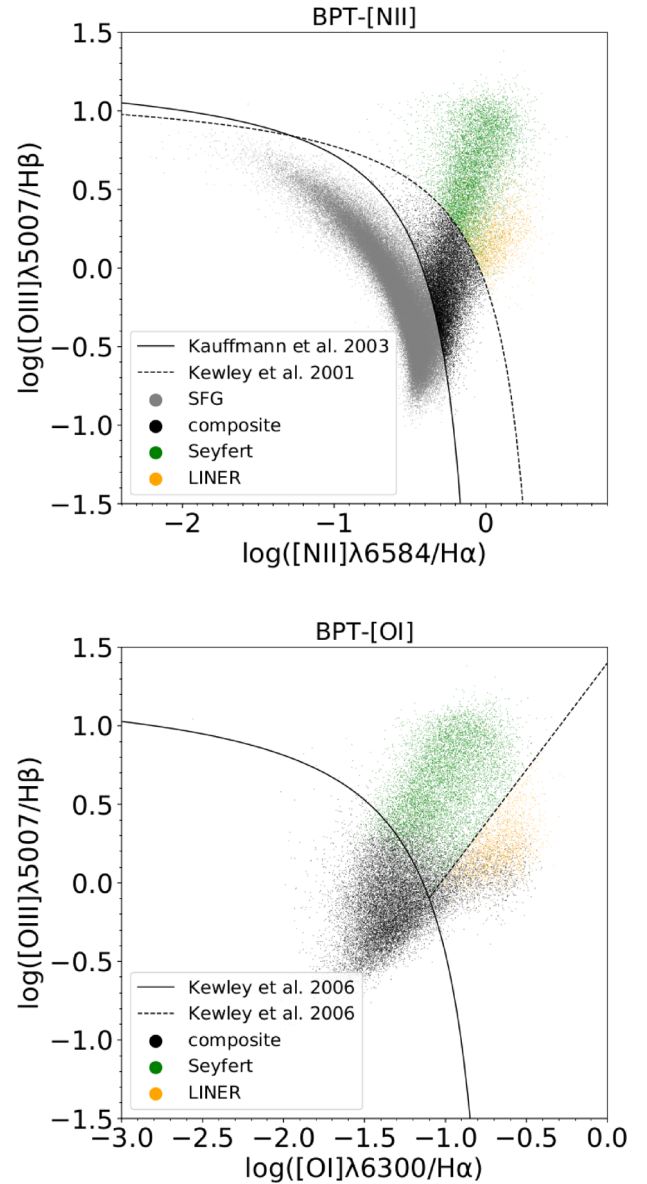 BPT-[NII]
1.5
1.0
0.5
0.0
−0.5
−1.0
−1.5
log([OIII]λ5007/Hβ)
Kauffmann et al. 2003
Kewley et al. 2001
SFG
composite
Seyfert
LINER
−2 −1 0
log([NII]λ6584/Hα)
BPT-[OI]
1.5
1.0
0.5
0.0
−0.5
−1.0
−1.5
log([OIII]λ5007/Hβ)
Kewley et al. 2006
Kewley et al. 2006
composite
Seyfert
LINER
−3.0 −2.5 −2.0 −1.5 −1.0 −0.5 0.0
log([OI]λ6300/Hα)